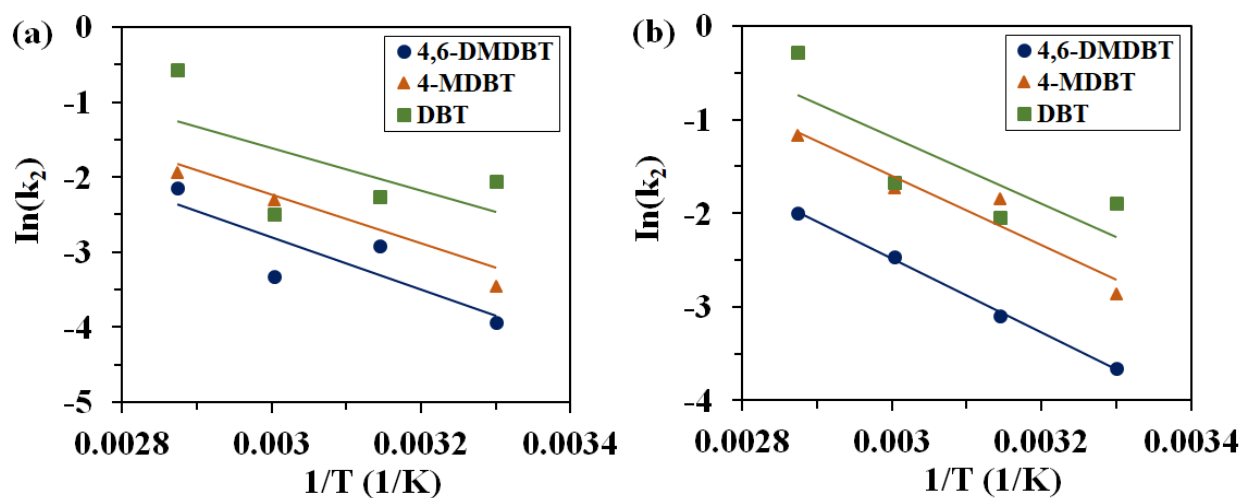 (a)
0
-1
-2
-3
-4
-5
ln(k₂)
4,6-DMDBT
4-MDBT
DBT
0.0028
0.003
0.0032
0.0034
1/T (1/K)
(b)
0
-1
-2
-3
-4
ln(k₂)
4,6-DMDBT
4-MDBT
DBT
0.0028
0.003
0.0032
0.0034
1/T (1/K)